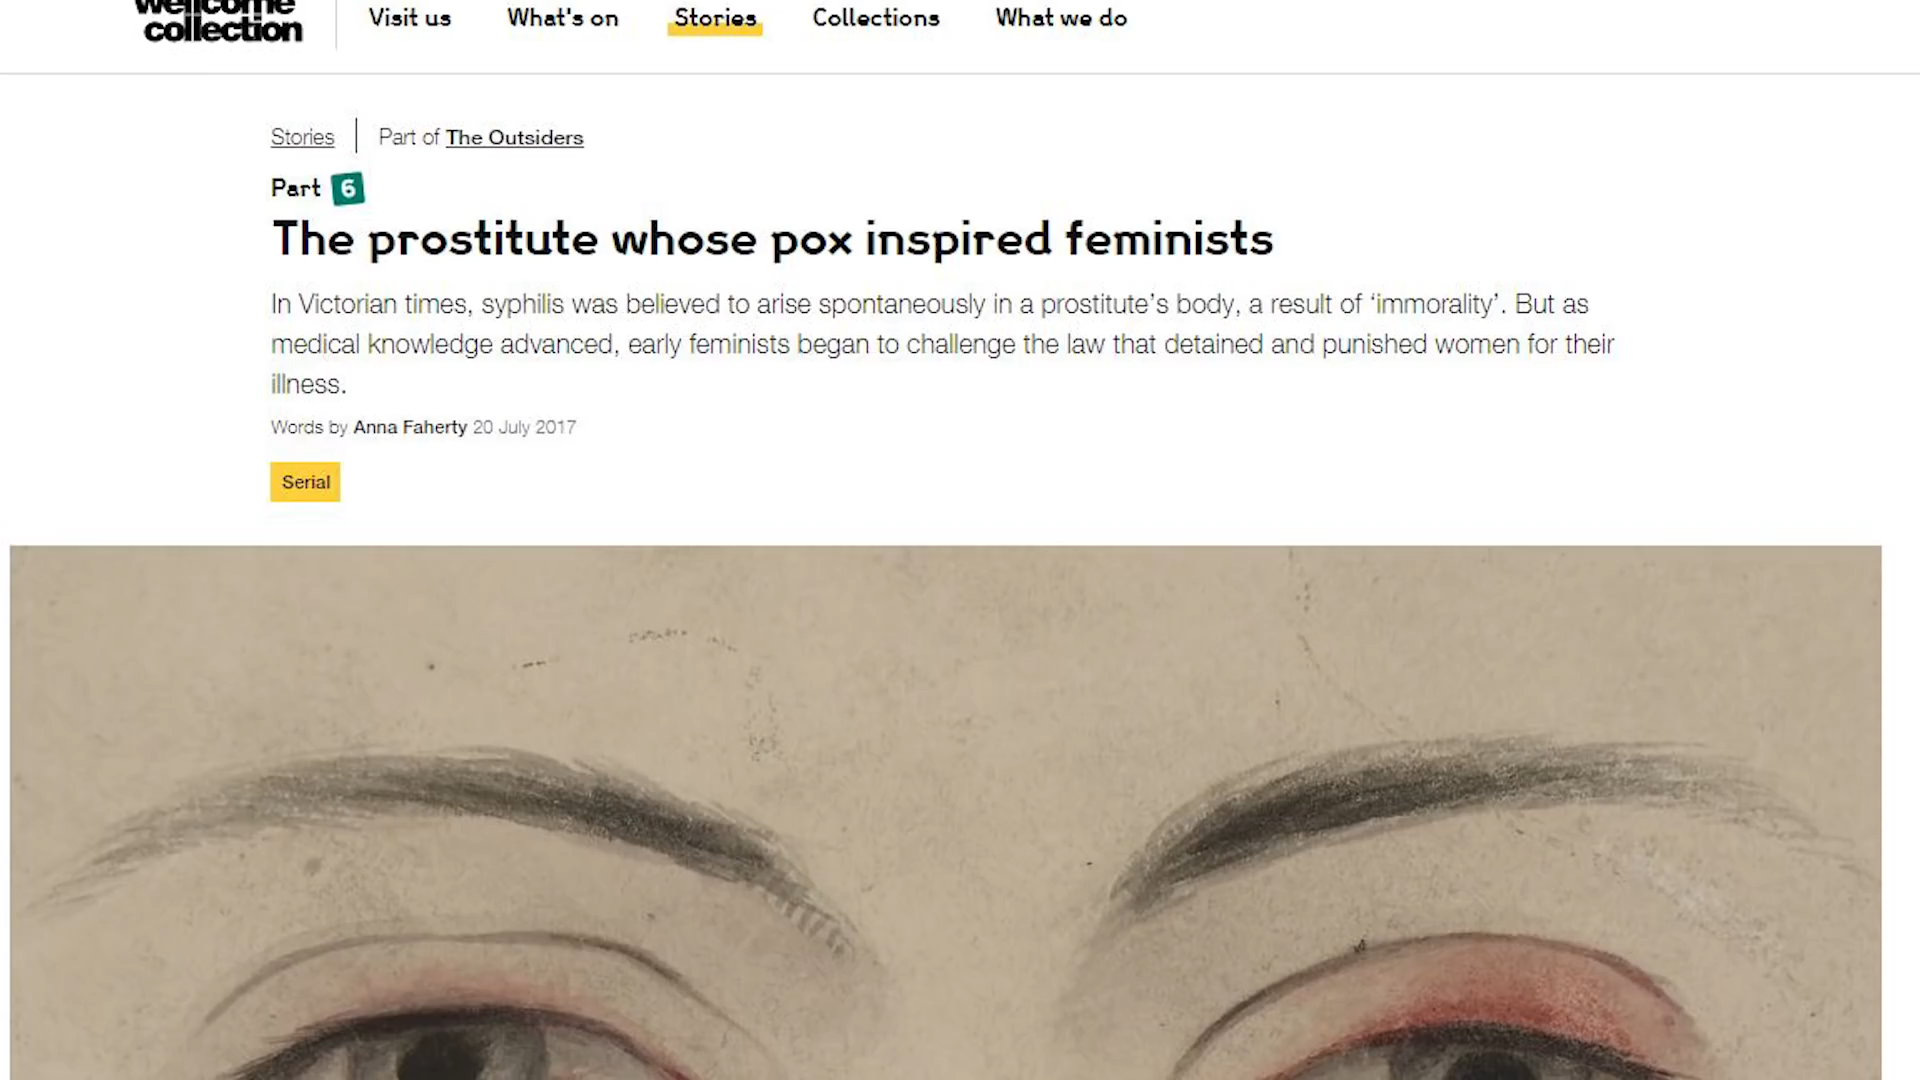 wellcome
collection
Visit us
What's on
Stories
Collections
What we do
Stories
Part of The Outsiders
Part 6
The prostitute whose pox inspired feminists
In Victorian times, syphilis was believed to arise spontaneously in a prostitute’s body, a result of ‘immorality’. But as
medical knowledge advanced, early feminists began to challenge the law that detained and punished women for their
illness.
Words by Anna Faherty 20 July 2017
Serial